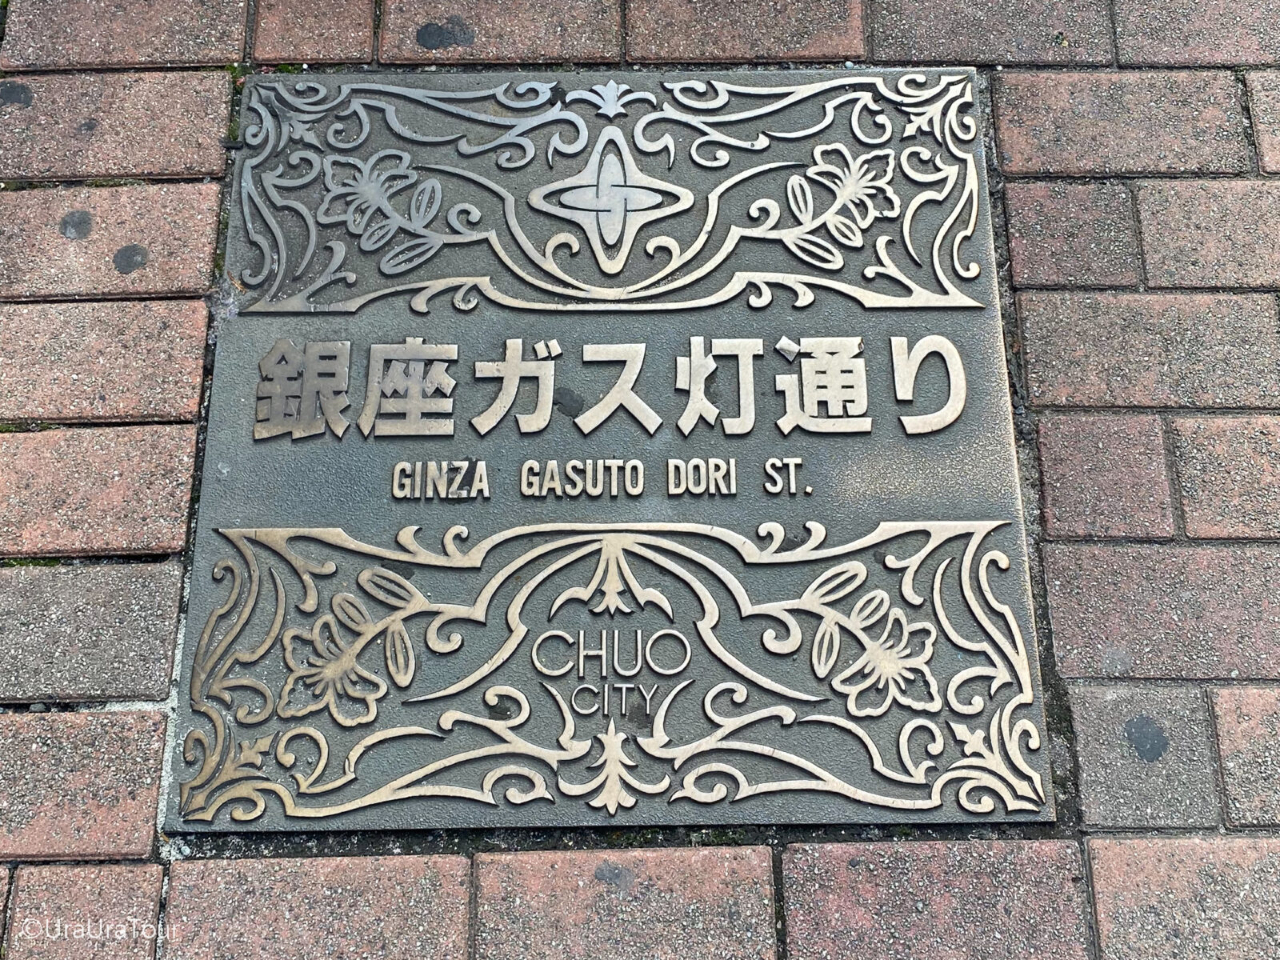 銀座ガス灯通り
GINZA GASUTO DORI ST.
CHUO
CITY
©UraUraTour